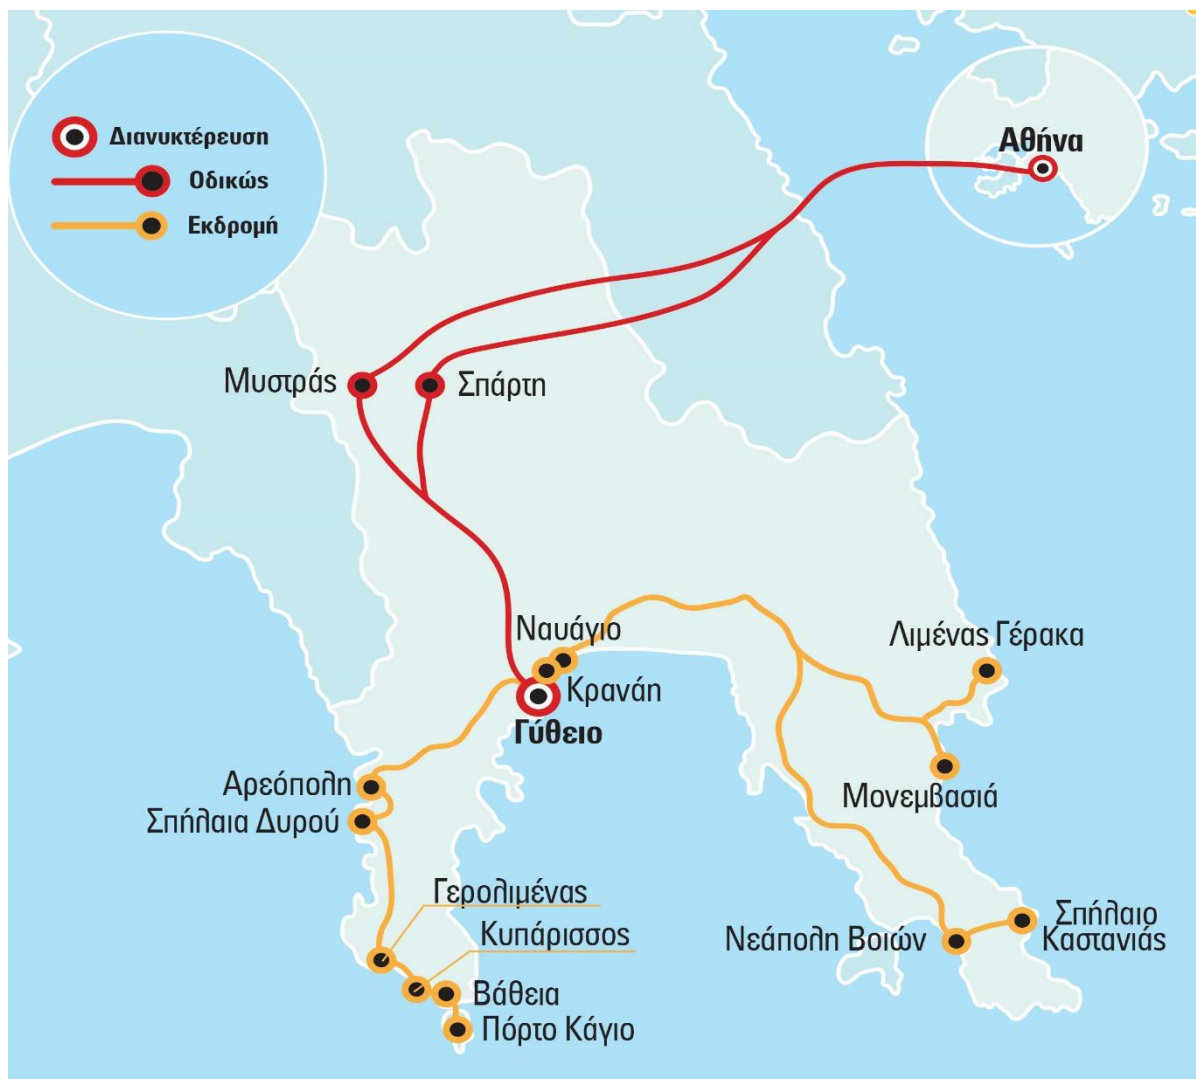 Διανυκτέρευση
Οδικώς
Εκδρομή
Αθήνα
Μυστράς
Σπάρτη
Ναυάγιο
Κρανάη
Γύθειο
Λιμένας Γέρακα
Μονεμβασιά
Αρεόπολη
Σπήλαια Δυρού
Γερολιμένας
Κυπάρισσος
Βάθεια
Πόρτο Κάγιο
Νεάπολη Βοιών
Σπήλαιο
Καστανιάς